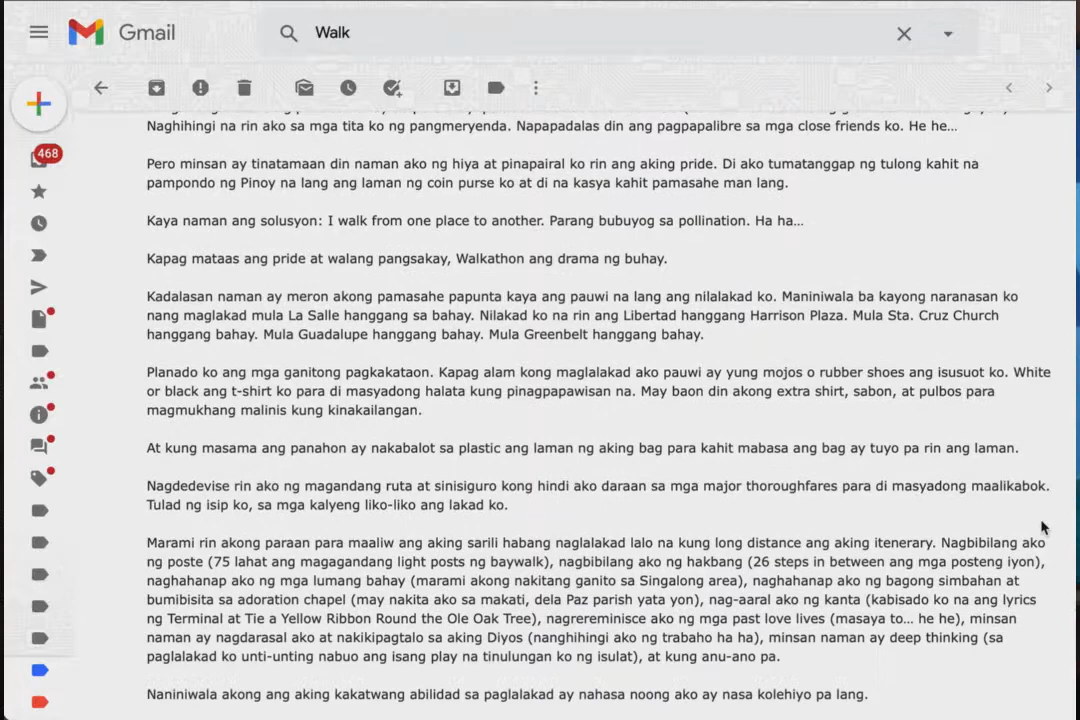 Gmail
Walk
468
Naghihingi na rin ako sa mga tita ko ng pangmeryenda. Napapadalas din ang pagpapalibre sa mga close friends ko. He he...
Pero minsan ay tinatamaan din naman ako ng hiya at pinapairal ko rin ang aking pride. Di ako tumatanggap ng tulong kahit na
pampondo ng Pinoy na lang ang laman ng coin purse ko at di na kasya kahit pamasahe man lang.
Kaya naman ang solusyon: I walk from one place to another. Parang bubuyog sa pollination. Ha ha...
Kapag mataas ang pride at walang pangsakay, Walkathon ang drama ng buhay.
Kadalasan naman ay meron akong pamasahe papunta kaya ang pauwi na lang ang nilalakad ko. Maniniwala ba kayong naranasan ko
nang maglakad mula La Salle hanggang sa bahay. Nilakad ko na rin ang Libertad hanggang Harrison Plaza. Mula Sta. Cruz Church
hanggang bahay. Mula Guadalupe hanggang bahay. Mula Greenbelt hanggang bahay.
Planado ko ang mga ganitong pagkakataon. Kapag alam kong maglalakad ako pauwi ay yung mojos o rubber shoes ang isusuot ko. White
or black ang t-shirt ko para di masyadong halata kung pinagpapawisan na. May baon din akong extra shirt, sabon, at pulbos para
magmukhang malinis kung kinakailangan.
At kung masama ang panahon ay nakabalot sa plastic ang laman ng aking bag para kahit mabasa ang bag ay tuyo pa rin ang laman.
Nagdedevise rin ako ng magandang ruta at sinisiguro kong hindi ako daraan sa mga major thoroughfares para di masyadong maalikabok.
Tulad ng isip ko, sa mga kalyeng liko-liko ang lakad ko.
Marami rin akong paraan para maaliw ang aking sarili habang naglalakad lalo na kung long distance ang aking itenerary. Nagbibilang ako
ng poste (75 lahat ang magagandang light posts ng baywalk), nagbibilang ako ng hakbang (26 steps in between ang mga posteng iyon),
naghahanap ako ng mga lumang bahay (marami akong nakitang ganito sa Singalong area), naghahanap ako ng bagong simbahan at
bumibisita sa adoration chapel (may nakita ako sa makati, dela Paz parish yata yon), nag-aaral ako ng kanta (kabisado ko na ang lyrics
ng Terminal at Tie a Yellow Ribbon Round the Ole Oak Tree), nagrereminisce ako ng mga past love lives (masaya to... he he), minsan
naman ay nagdarasal ako at nakikipagtalo sa aking Diyos (nanghihingi ako ng trabaho ha ha), minsan naman ay deep thinking (sa
paglalakad ko unti-unting nabuo ang isang play na tinulungan ko ng isulat), at kung anu-ano pa.
Naniniwala akong ang aking kakatwang abilidad sa paglalakad ay nahasa noong ako ay nasa kolehiyo pa lang.